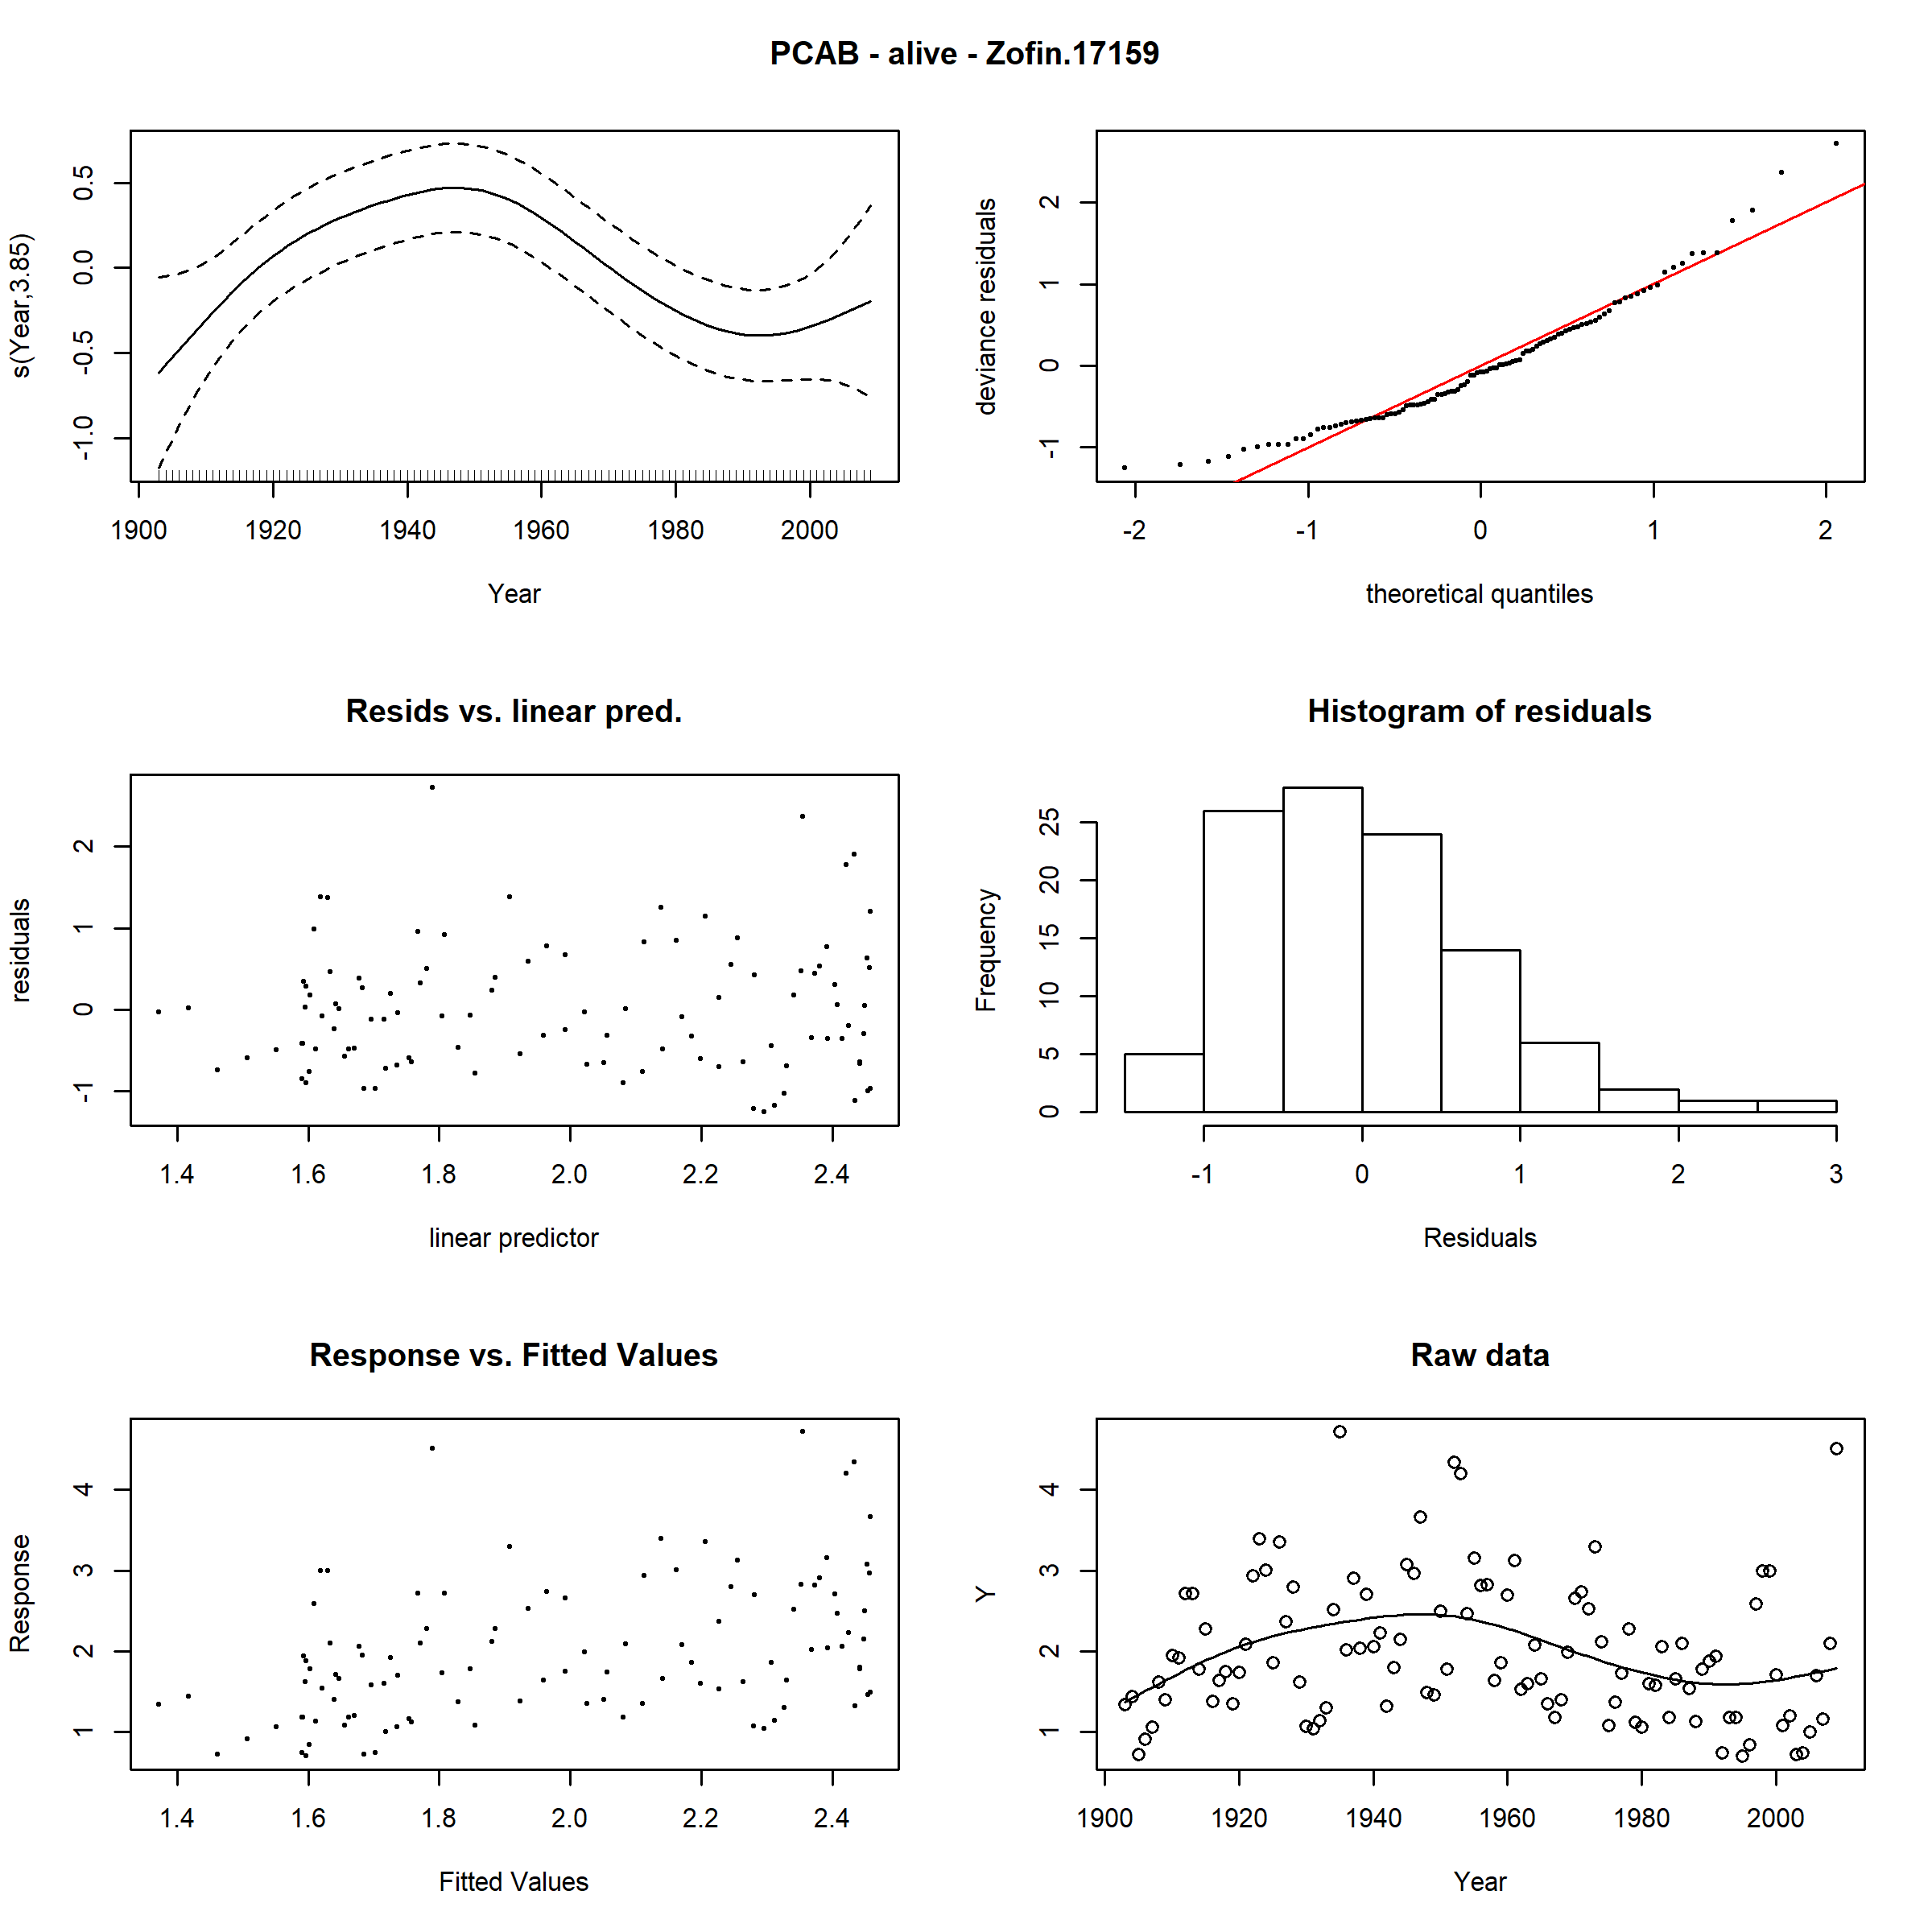 PCAB - alive - Zofin.17159
s(Year,3.85)
0.5
0.0
-0.5
-1.0
1900 1920 1940 1960 1980 2000
Year
deviance residuals
2
1
0
-1
-2 -1 0 1 2
theoretical quantiles
Resids vs. linear pred.
residuals
2
1
0
-1
1.4 1.6 1.8 2.0 2.2 2.4
linear predictor
Histogram of residuals
Frequency
25
20
15
10
5
0
-1 0 1 2 3
Residuals
Response vs. Fitted Values
Response
4
3
2
1
1.4 1.6 1.8 2.0 2.2 2.4
Fitted Values
Raw data
Y
4
3
2
1
1900 1920 1940 1960 1980 2000
Year